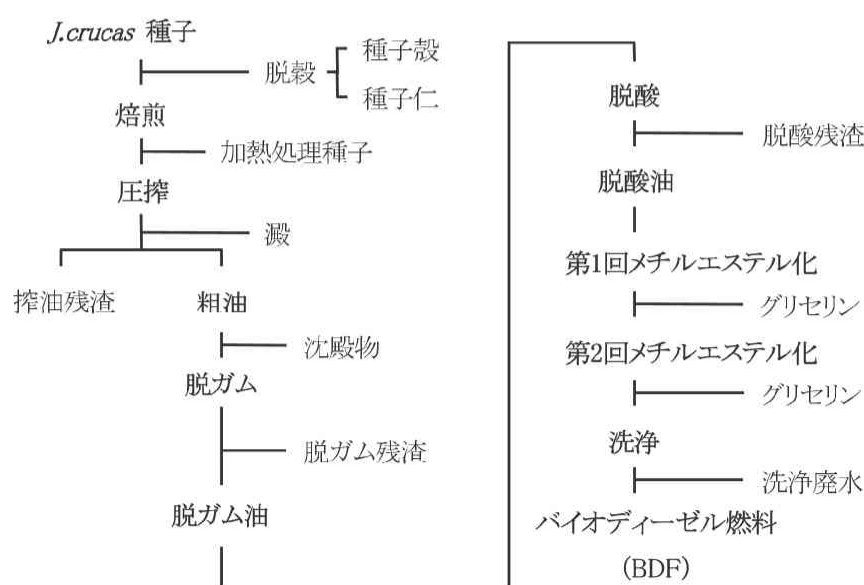 J.crucas 種子
脱穀
種子殻
種子仁
焙煎
加熱処理種子
圧搾
澱
搾油残渣
粗油
沈殿物
脱ガム
脱ガム残渣
脱ガム油
脱酸
脱酸残渣
脱酸油
第1回メチルエステル化
グリセリン
第2回メチルエステル化
グリセリン
洗浄
洗浄廃水
バイオディーゼル燃料
(BDF)